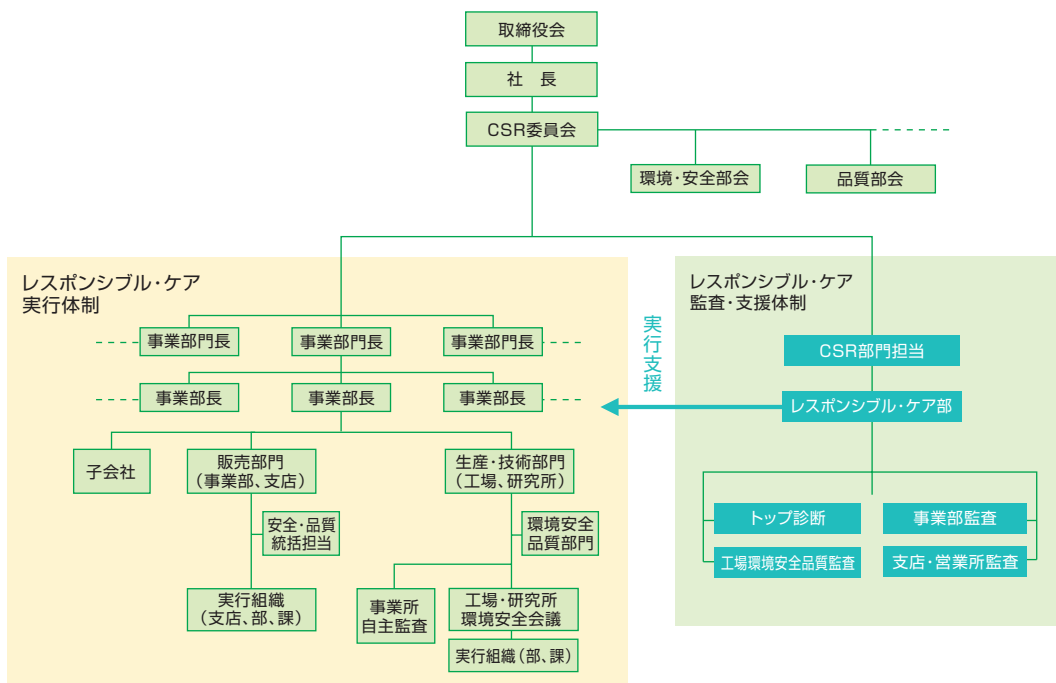 取締役会
社 長
CSR委員会
環境・安全部会
品質部会
レスポンシブル・ケア
実行体制
事業部門長
事業部門長
事業部門長
事業部長
事業部長
事業部長
子会社
販売部門
(事業部、支店)
生産・技術部門
(工場、研究所)
安全・品質
統括担当
環境安全
品質部門
実行組織
(支店、部、課)
事業所
自主監査
工場・研究所
環境安全会議
実行組織(部、課)
実行支援
レスポンシブル・ケア
監査・支援体制
CSR部門担当
レスポンシブル・ケア部
トップ診断
事業部監査
工場環境安全品質監査
支店・営業所監査